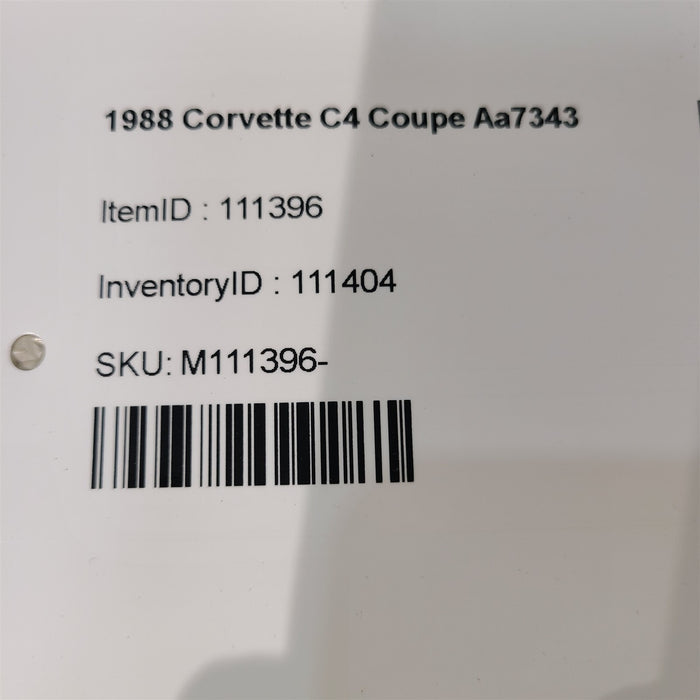 1988 Corvette C4 Coupe Aa7343
ItemID : 111396
InventoryID : 111404
SKU: M111396-